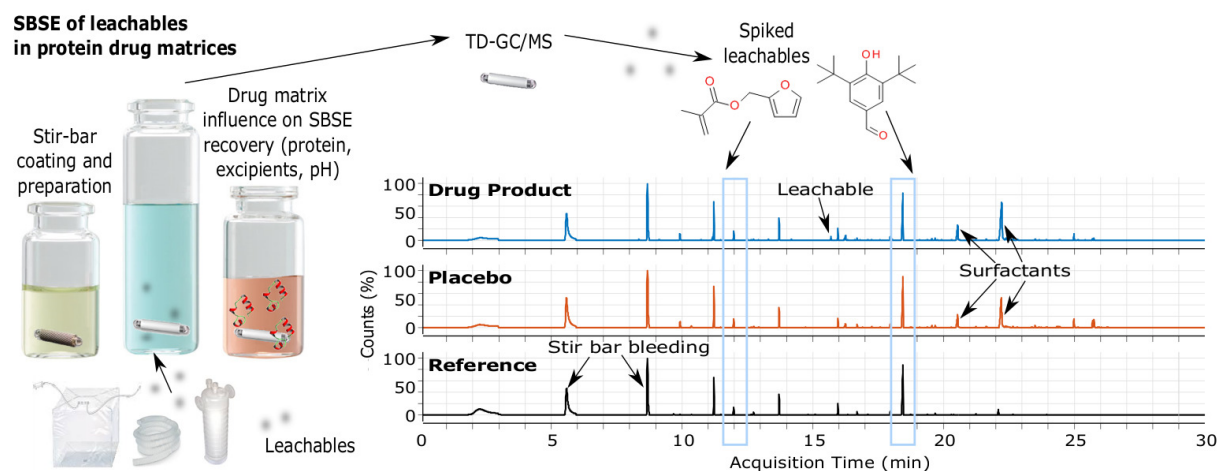 SBSE of leachables
in protein drug matrices
TD-GC/MS
Spiked
leachables
OH
O
O
O
O
Stir-bar
coating and
preparation
Drug matrix
influence on SBSE
recovery (protein,
excipients, pH)
Leachables
Counts (%)
100
50
0
Drug Product
Leachable
Surfactants
100
50
0
Placebo
100
50
0
Reference
Stir bar bleeding
0 5 10 15 20 25 30
Acquisition Time (min)